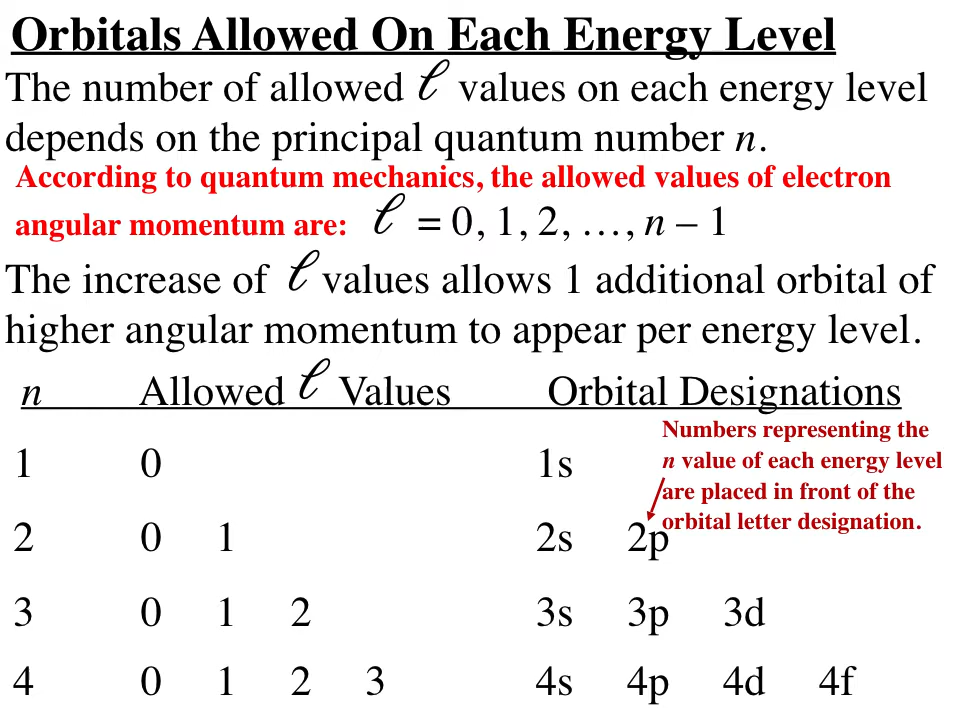 Orbitals Allowed On Each Energy Level
The number of allowed ℓ values on each energy level
depends on the principal quantum number n.
According to quantum mechanics, the allowed values of electron
angular momentum are: ℓ = 0, 1, 2, …, n – 1
The increase of ℓ values allows 1 additional orbital of
higher angular momentum to appear per energy level.
n Allowed ℓ Values Orbital Designations
Numbers representing the
n value of each energy level
are placed in front of the
orbital letter designation.
1 0 1s
2 0 1 2s 2p
3 0 1 2 3s 3p 3d
4 0 1 2 3 4s 4p 4d 4f